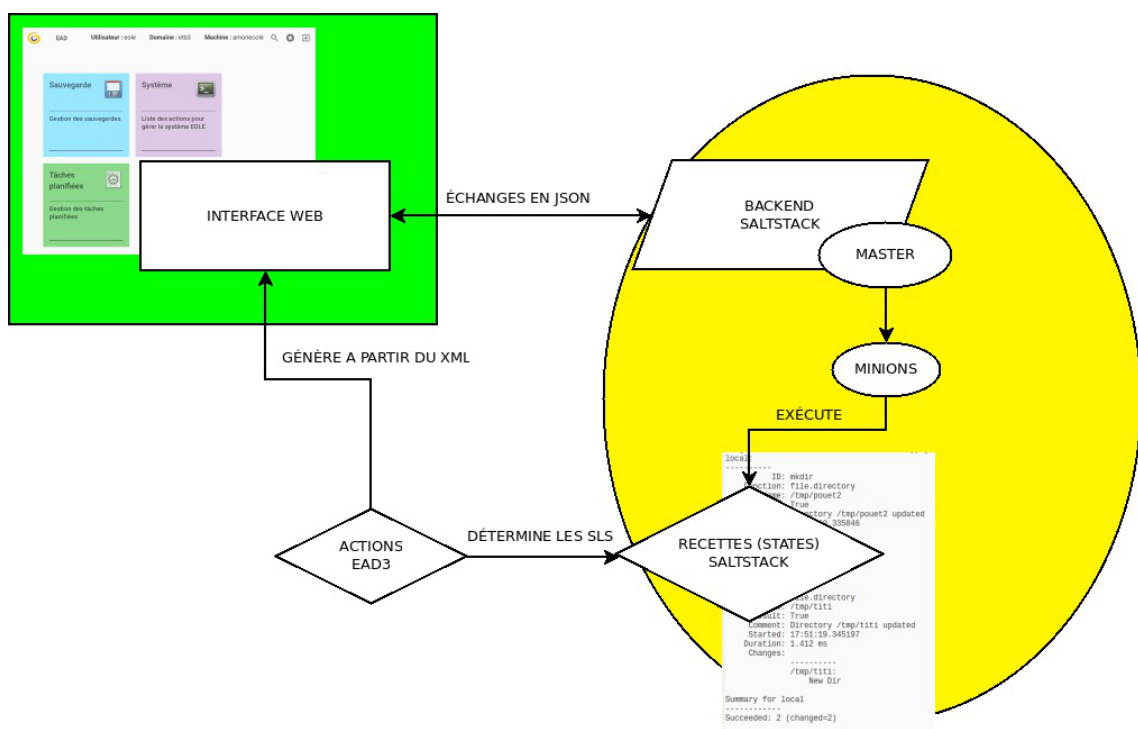 EAD Utilisateur : eole Domaine : etb3 Machine : amonecole
Sauvegarde
Gestion des sauvegardes
Système
Liste des actions pour
gérer le système EOLE
Tâches
planifiées
Gestion des tâches
planifiées
INTERFACE WEB
ÉCHANGES EN JSON
BACKEND
SALTSTACK
MASTER
MINIONS
GÉNÈRE A PARTIR DU XML
EXÉCUTE
ACTIONS
EAD3
DÉTERMINE LES SLS
RECETTES (STATES)
SALTSTACK
local:
----------
ID: mkdir
file.directory
/tmp/pouet2
True
/tmp/pouet2 updated
335846
file.directory
/tmp/titi
True
Comment: Directory /tmp/titi updated
Started: 17:51:19.345197
Duration: 1.412 ms
Changes:
----------
/tmp/titi:
New Dir
Summary for local
------------
Succeeded: 2 (changed=2)